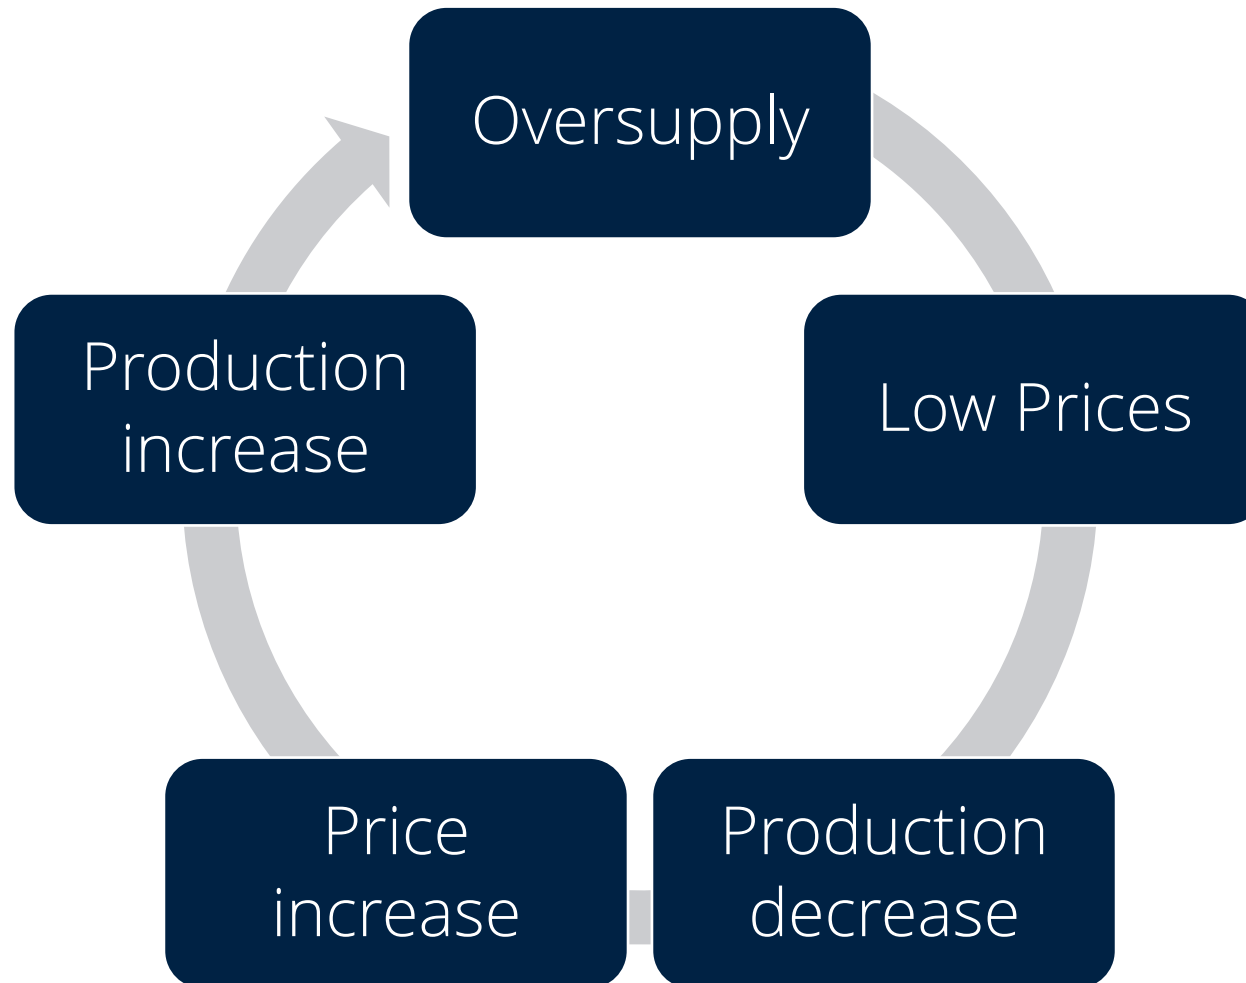 Oversupply
Low Prices
Production
decrease
Price
increase
Production
increase